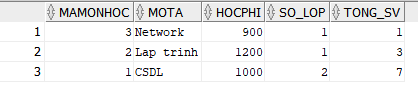 MAMONHOC MOTA HOCPHI SO_LOP TONG_SV
1 3 Network 900 1 1
2 2 Lap trinh 1200 1 3
3 1 CSDL 1000 2 7